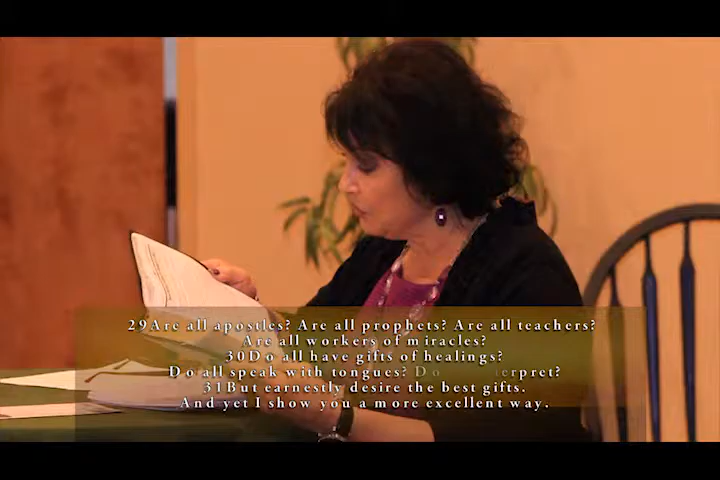 29Are all apostles? Are all prophets? Are all teachers?
Are all workers of miracles?
30Do all have gifts of healings?
Do all speak with tongues? Do erpret?
31But earnestly desire the best gifts.
And yet I show you a more excellent way.